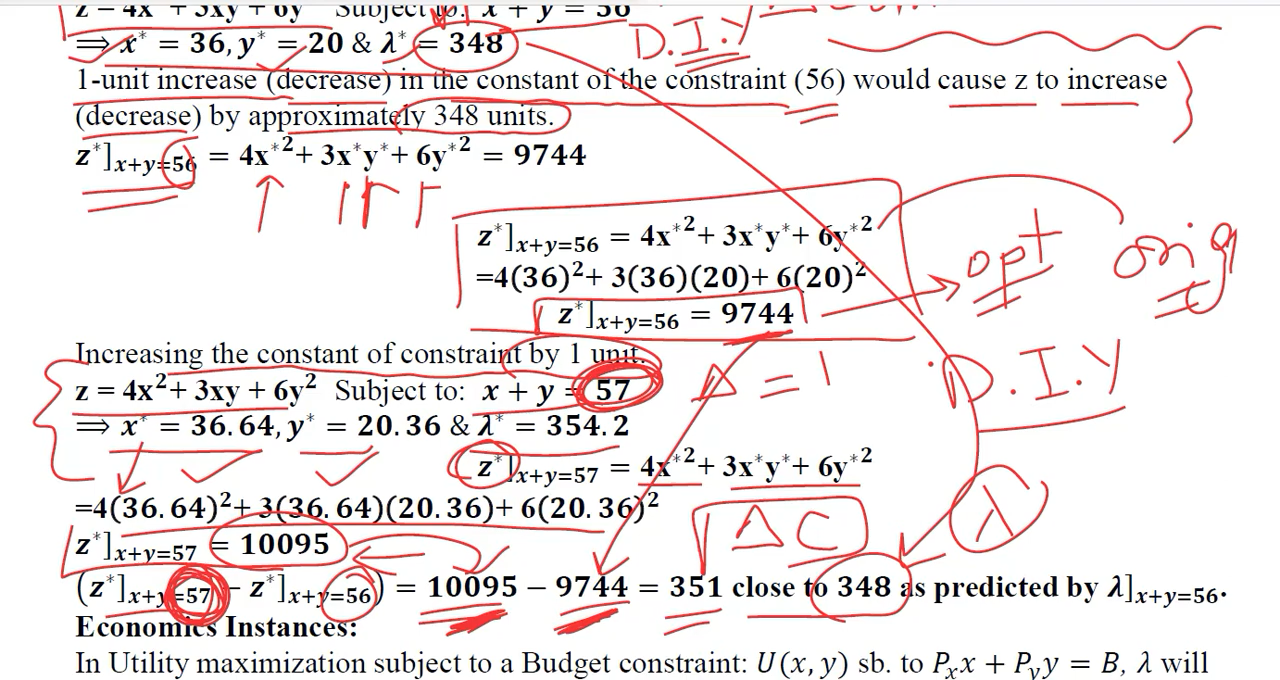 z = 4x² + 3xy + 6y² Subject to: x + y = 56
⟹ x* = 36, y* = 20 & λ* = 348
D.I.Y
1-unit increase (decrease) in the constant of the constraint (56) would cause z to increase
(decrease) by approximately 348 units.
z*]x+y=56 = 4x*² + 3x*y* + 6y*² = 9744
z*]x+y=56 = 4x*² + 3x*y* + 6y*²
=4(36)² + 3(36)(20) + 6(20)²
opt orig
z*]x+y=56 = 9744
Increasing the constant of constraint by 1 unit.
z = 4x² + 3xy + 6y² Subject to: x + y = 57
Δ = 1
D.I.Y
⟹ x* = 36.64, y* = 20.36 & λ* = 354.2
z*]x+y=57 = 4x*² + 3x*y* + 6y*²
=4(36.64)² + 3(36.64)(20.36) + 6(20.36)²
ΔC λ
z*]x+y=57 = 10095
(z*]x+y=57 − z*]x+y=56) = 10095 − 9744 = 351 close to 348 as predicted by λ]x+y=56.
Economics Instances:
In Utility maximization subject to a Budget constraint: U(x, y) sb. to Pxx + Pyy = B, λ will